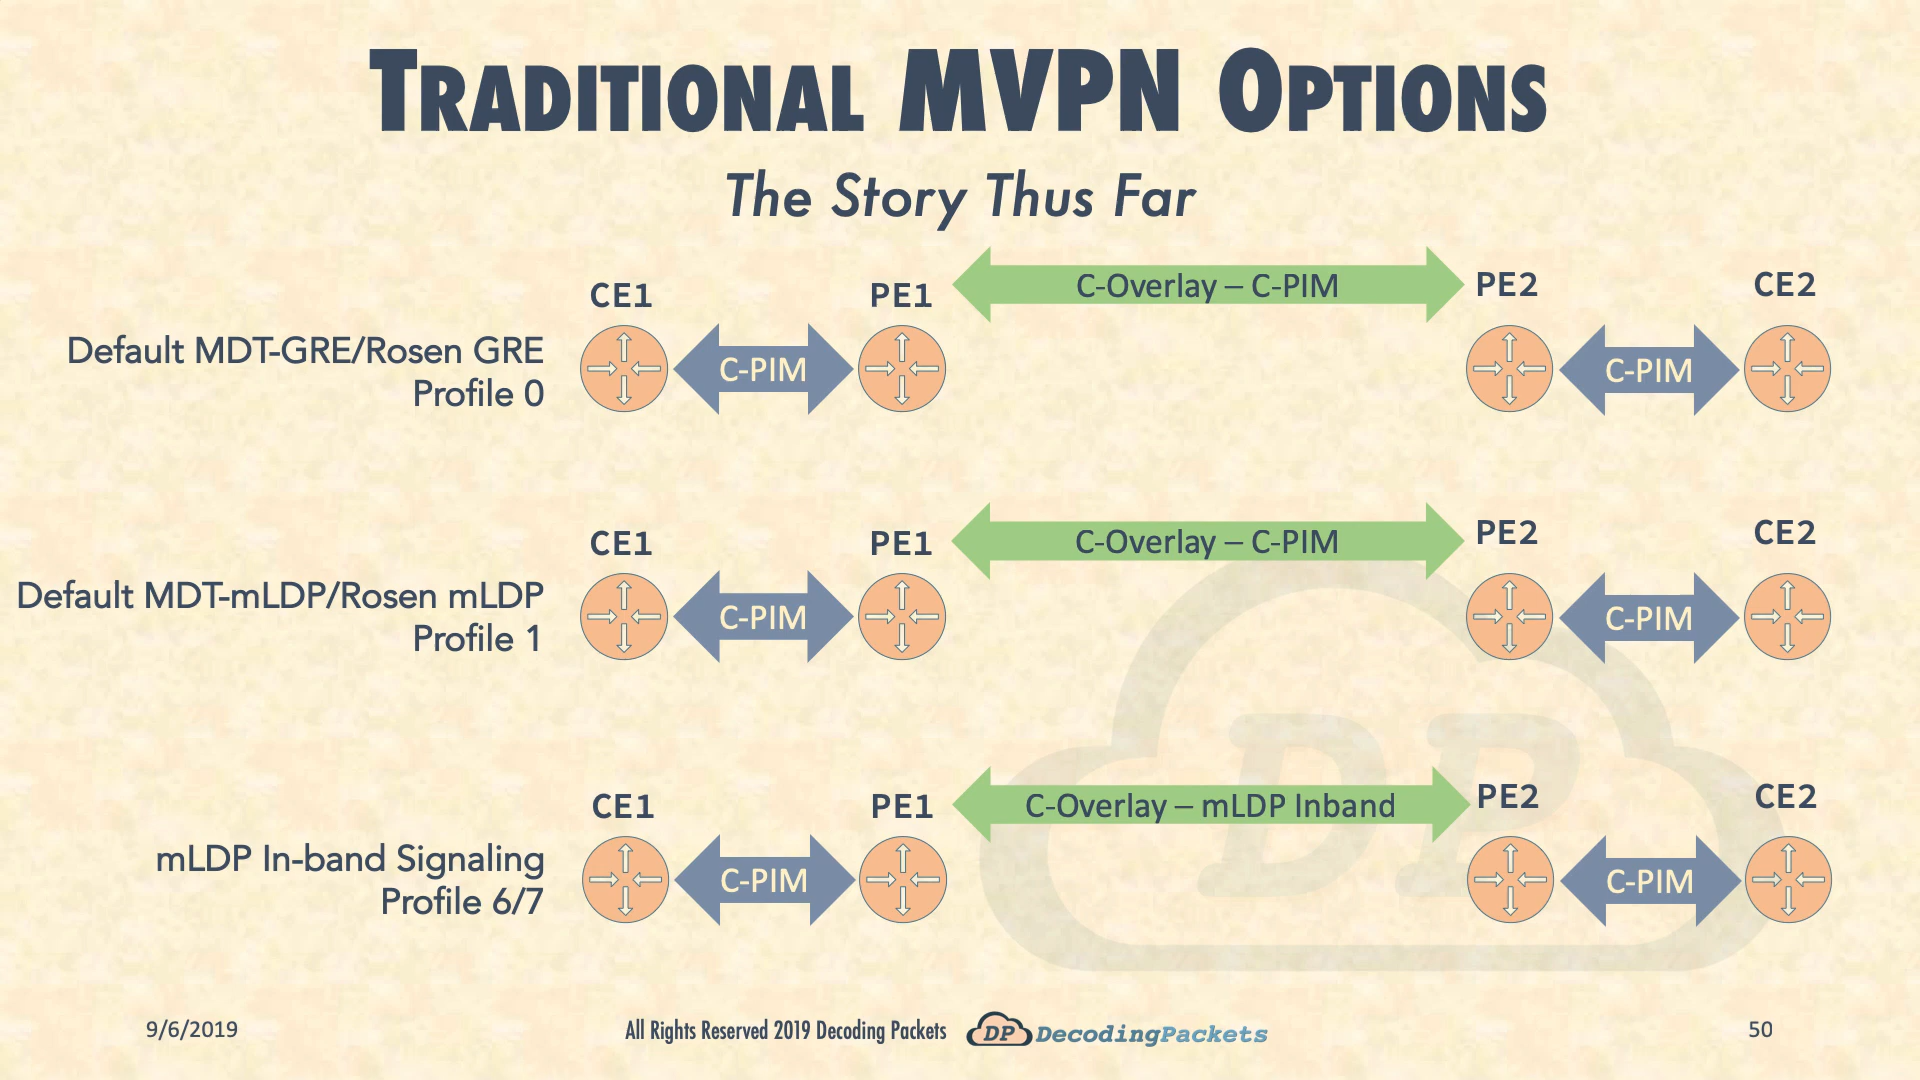 TRADITIONAL MVPN OPTIONS
The Story Thus Far
CE1 PE1 C-Overlay – C-PIM PE2 CE2
Default MDT-GRE/Rosen GRE
Profile 0
C-PIM C-PIM
CE1 PE1 C-Overlay – C-PIM PE2 CE2
Default MDT-mLDP/Rosen mLDP
Profile 1
C-PIM C-PIM
CE1 PE1 C-Overlay – mLDP Inband PE2 CE2
mLDP In-band Signaling
Profile 6/7
C-PIM C-PIM
DP
9/6/2019 All Rights Reserved 2019 Decoding Packets DP DecodingPackets 50